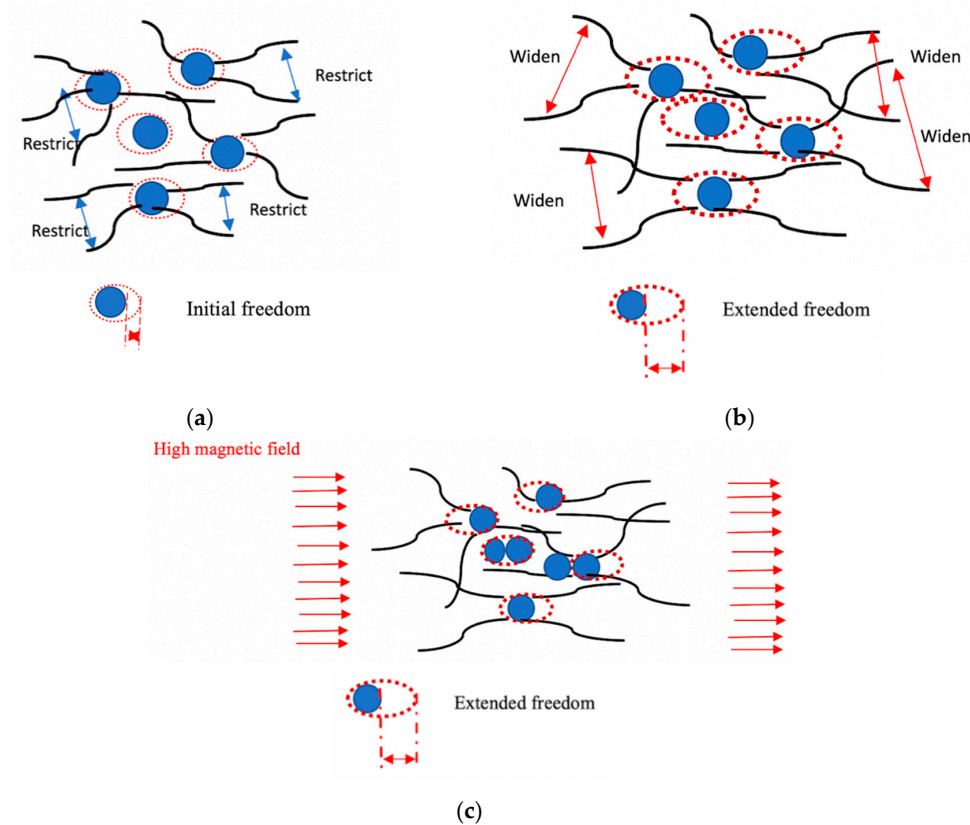 Restrict
Restrict
Restrict
Restrict
Initial freedom
(a)
Widen
Widen
Widen
Widen
Extended freedom
(b)
High magnetic field
Extended freedom
(c)